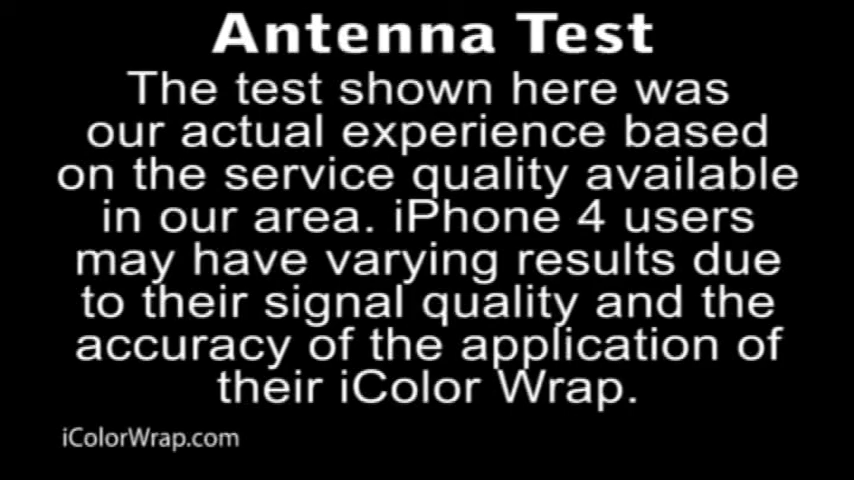 Antenna Test
The test shown here was
our actual experience based
on the service quality available
in our area. iPhone 4 users
may have varying results due
to their signal quality and the
accuracy of the application of
their iColor Wrap.
iColorWrap.com